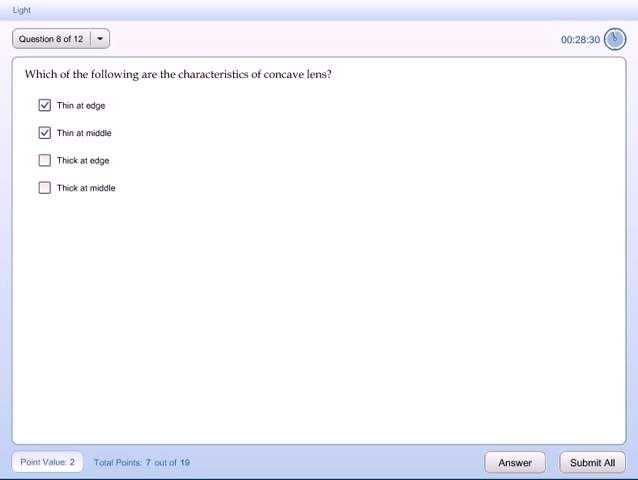 Light
Question 8 of 12
00:28:30
Which of the following are the characteristics of concave lens?
Thin at edge
Thin at middle
Thick at edge
Thick at middle
Point Value: 2 Total Points: 7 out of 19 Answer Submit All